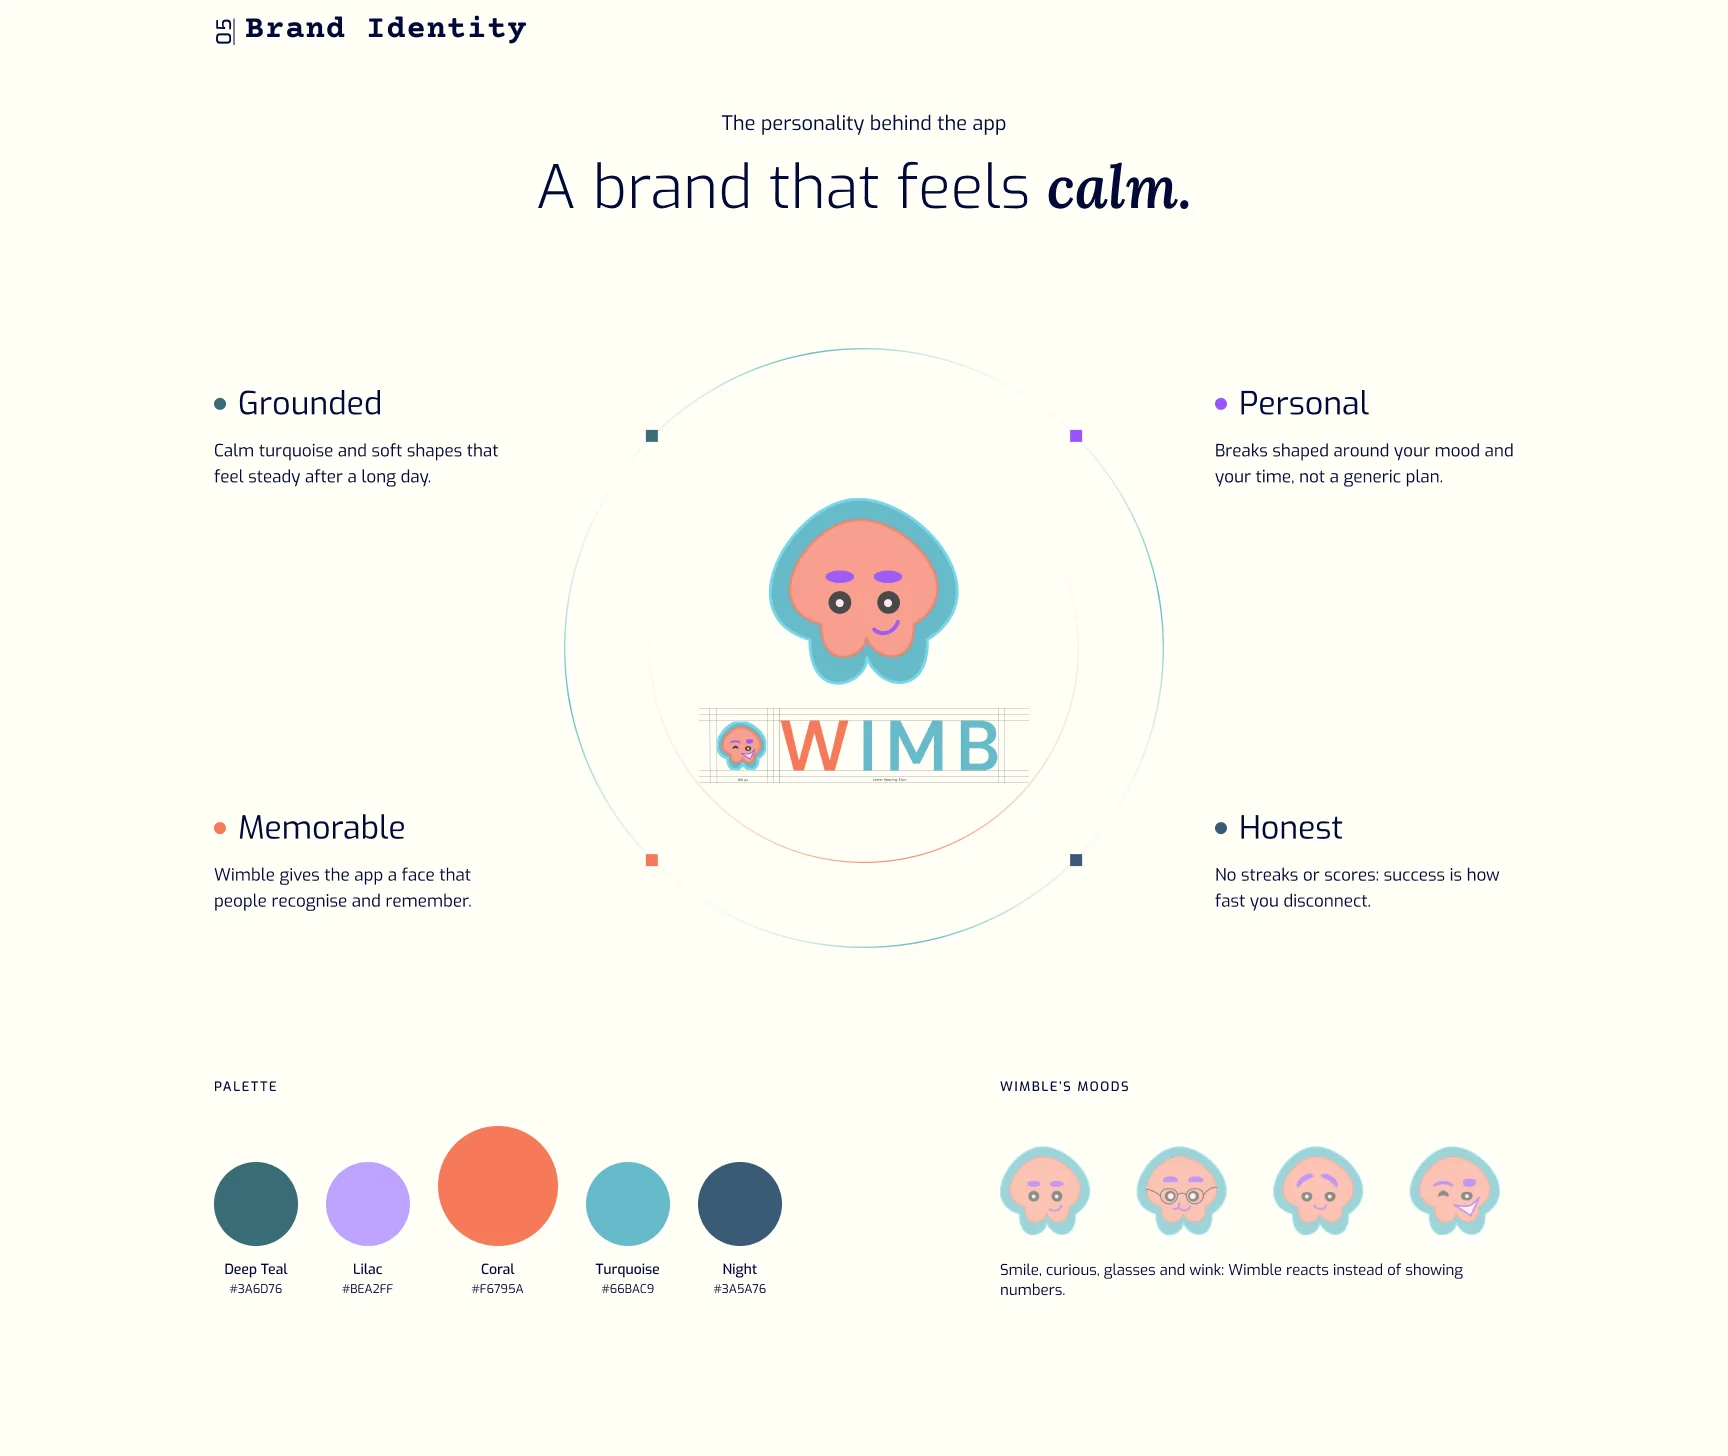 05
Brand Identity
The personality behind the app
A brand that feels calm.
Grounded
Calm turquoise and soft shapes that
feel steady after a long day.
Personal
Breaks shaped around your mood and
your time, not a generic plan.
WIMB
Memorable
Wimble gives the app a face that
people recognise and remember.
Honest
No streaks or scores: success is how
fast you disconnect.
PALETTE
Deep Teal
#3A6D76
Lilac
#BEA2FF
Coral
#F6795A
Turquoise
#66BAC9
Night
#3A5A76
WIMBLE'S MOODS
Smile, curious, glasses and wink: Wimble reacts instead of showing
numbers.